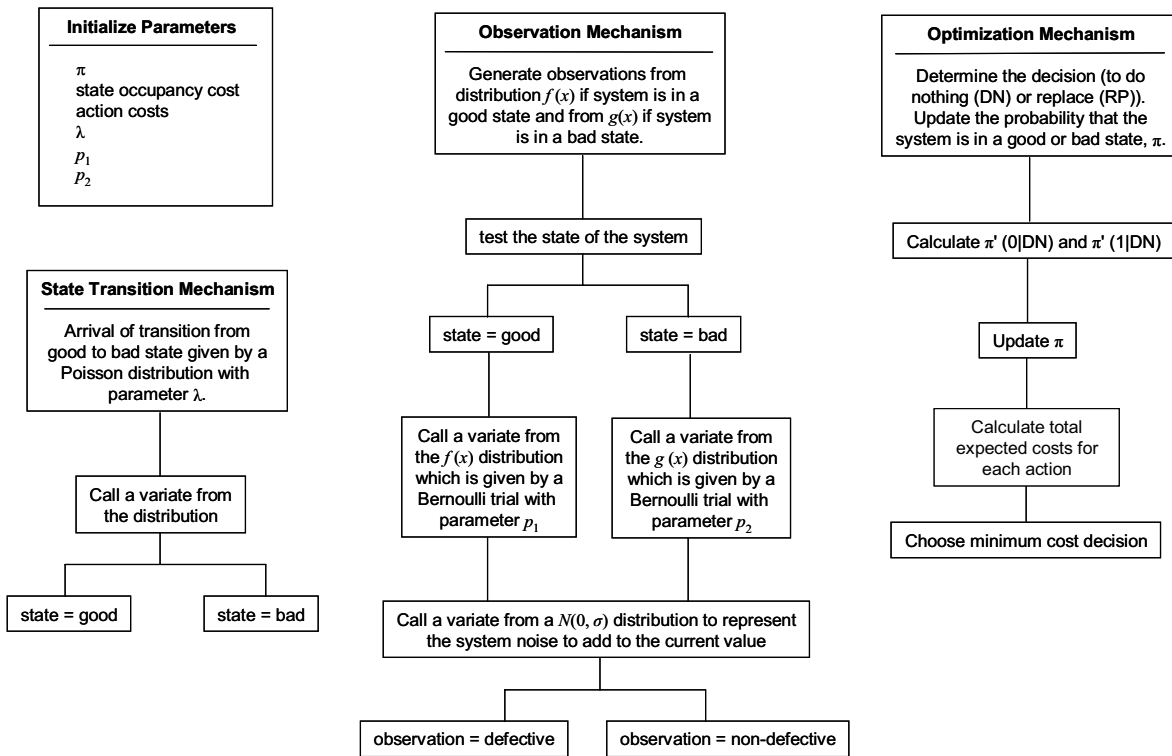 Initialize Parameters
π
state occupancy cost
action costs
λ
p1
p2
State Transition Mechanism
Arrival of transition from
good to bad state given by a
Poisson distribution with
parameter λ.
Call a variate from
the distribution
state = good
state = bad
Observation Mechanism
Generate observations from
distribution f (x) if system is in a
good state and from g(x) if system
is in a bad state.
test the state of the system
state = good
state = bad
Call a variate from
the f (x) distribution
which is given by a
Bernoulli trial with
parameter p1
Call a variate from
the g (x) distribution
which is given by a
Bernoulli trial with
parameter p2
Call a variate from a N(0, σ) distribution to represent
the system noise to add to the current value
observation = defective
observation = non-defective
Optimization Mechanism
Determine the decision (to do
nothing (DN) or replace (RP)).
Update the probability that the
system is in a good or bad state, π.
Calculate π' (0|DN) and π' (1|DN)
Update π
Calculate total
expected costs for
each action
Choose minimum cost decision